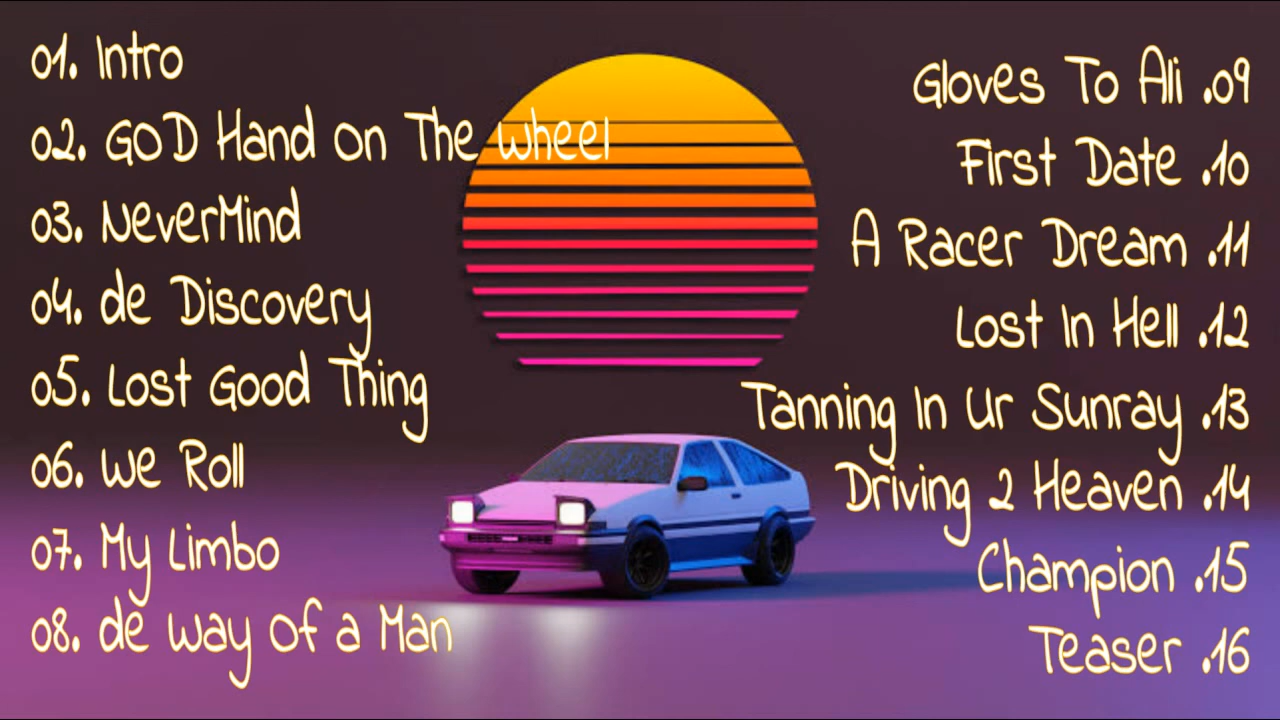 01. Intro
02. GOD Hand On The Wheel
03. NeverMind
04. de Discovery
05. Lost Good Thing
06. We Roll
07. My Limbo
08. de Way Of a Man
Gloves To Ali .09
First Date .10
A Racer Dream .11
Lost In Hell .12
Tanning In Ur Sunray .13
Driving 2 Heaven .14
Champion .15
Teaser .16